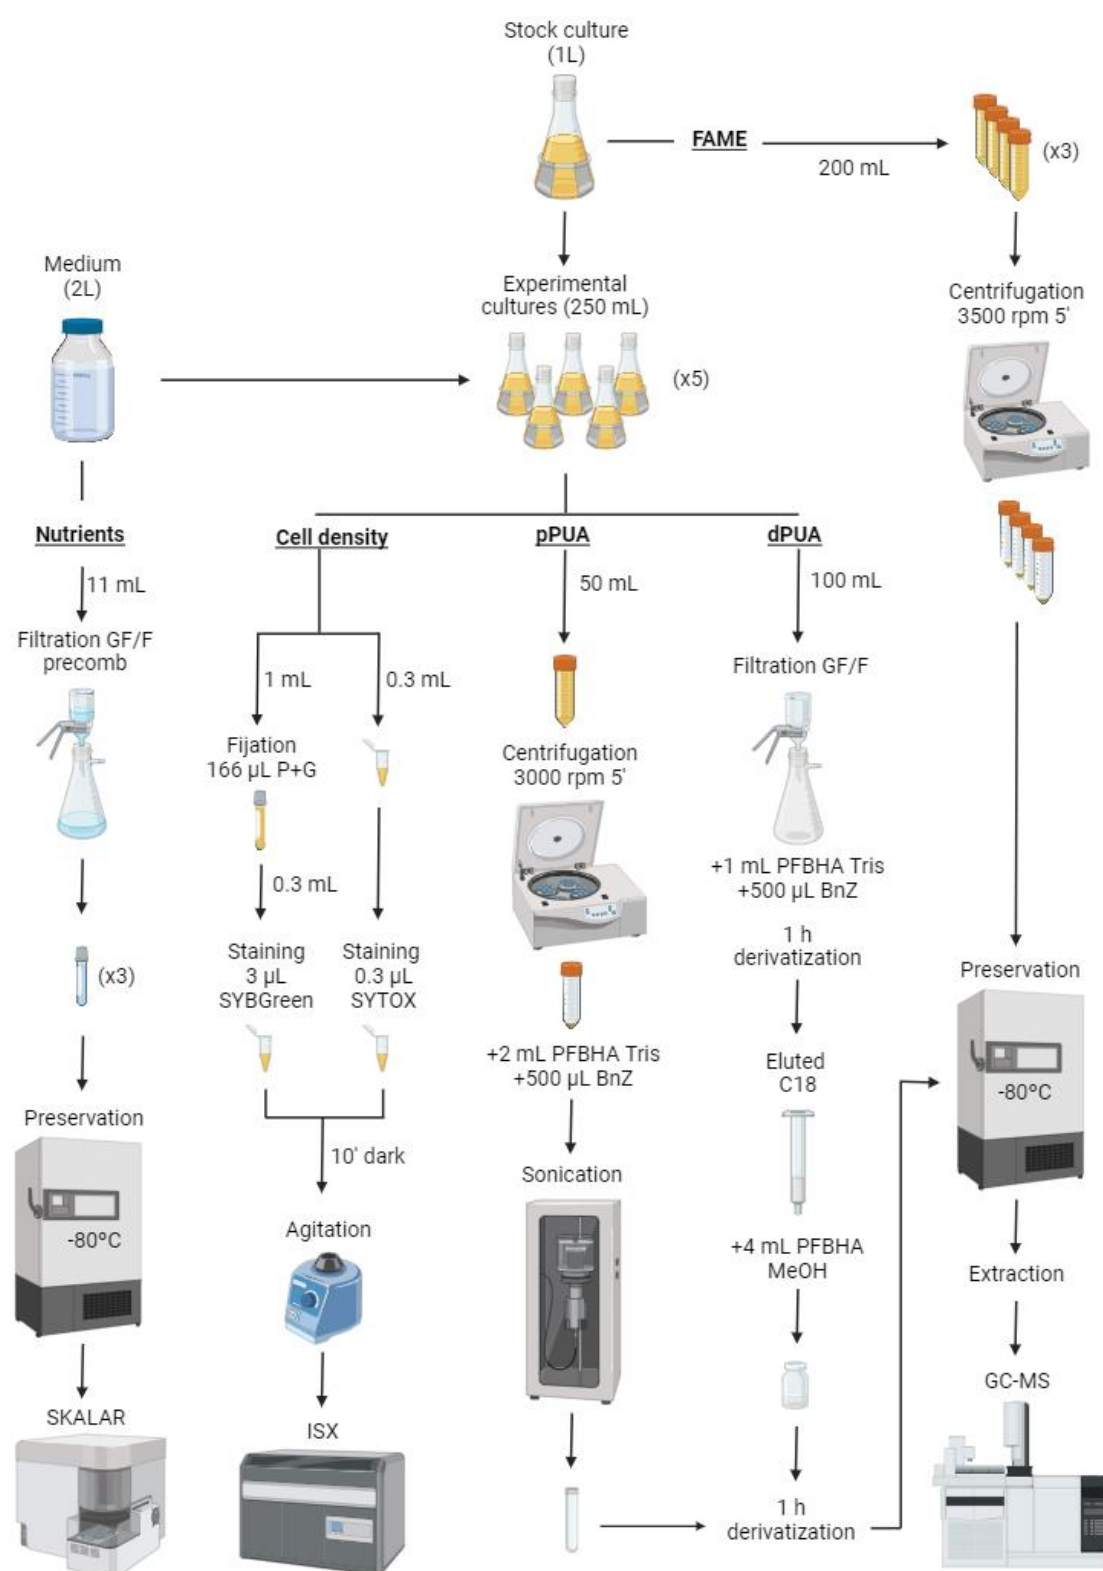 Stock culture
(1L)
FAME
200 mL
(x3)
Medium
(2L)
Experimental
cultures (250 mL)
(x5)
Centrifugation
3500 rpm 5'
Nutrients
11 mL
Filtration GF/F
precomb
(x3)
Preservation
-80ºC
SKALAR
Cell density
1 mL
0.3 mL
Fijation
166 µL P+G
0.3 mL
Staining
3 µL
SYBGreen
Staining
0.3 µL
SYTOX
10' dark
Agitation
ISX
pPUA
50 mL
Centrifugation
3000 rpm 5'
+2 mL PFBHA Tris
+500 µL BnZ
Sonication
dPUA
100 mL
Filtration GF/F
+1 mL PFBHA Tris
+500 µL BnZ
1 h
derivatization
Eluted
C18
+4 mL PFBHA
MeOH
1 h
derivatization
Preservation
-80ºC
Extraction
GC-MS